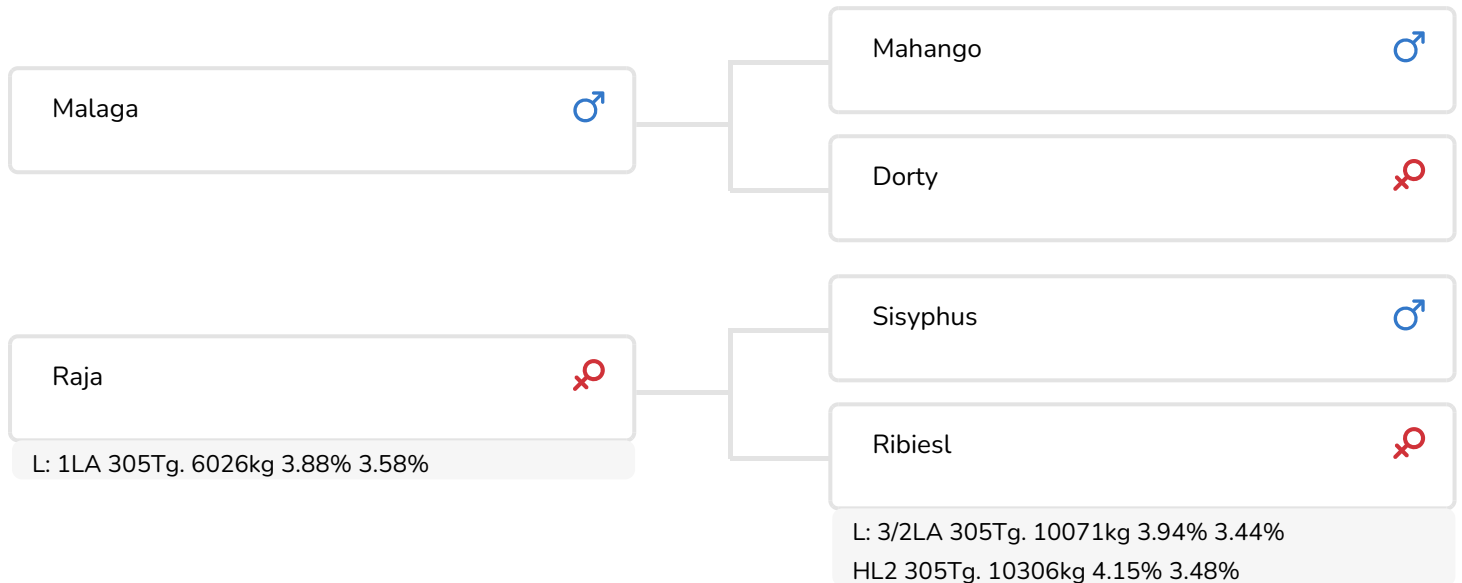 Malaga
Mahango
Dorty
Raja
L: 1LA 305Tg. 6026kg 3.88% 3.58%
Sisyphus
Ribiesl
L: 3/2LA 305Tg. 10071kg 3.94% 3.44%
HL2 305Tg. 10306kg 4.15% 3.48%